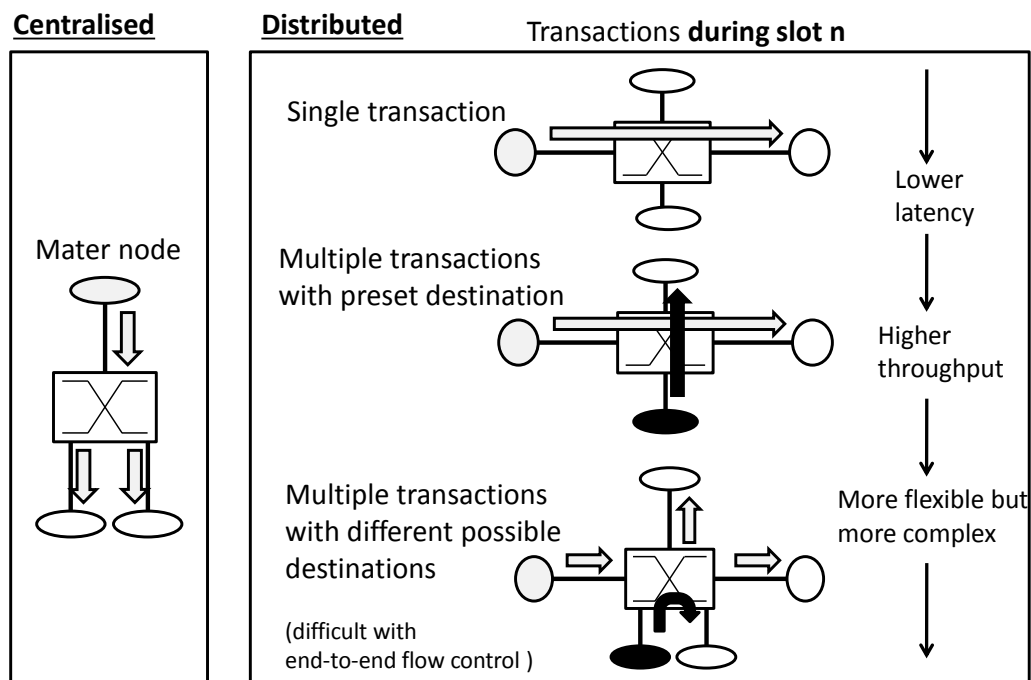 Centralised
Mater node
Distributed
Transactions during slot n
Single transaction
Multiple transactions
with preset destination
Multiple transactions
with different possible
destinations
(difficult with
end-to-end flow control )
Lower
latency
Higher
throughput
More flexible but
more complex